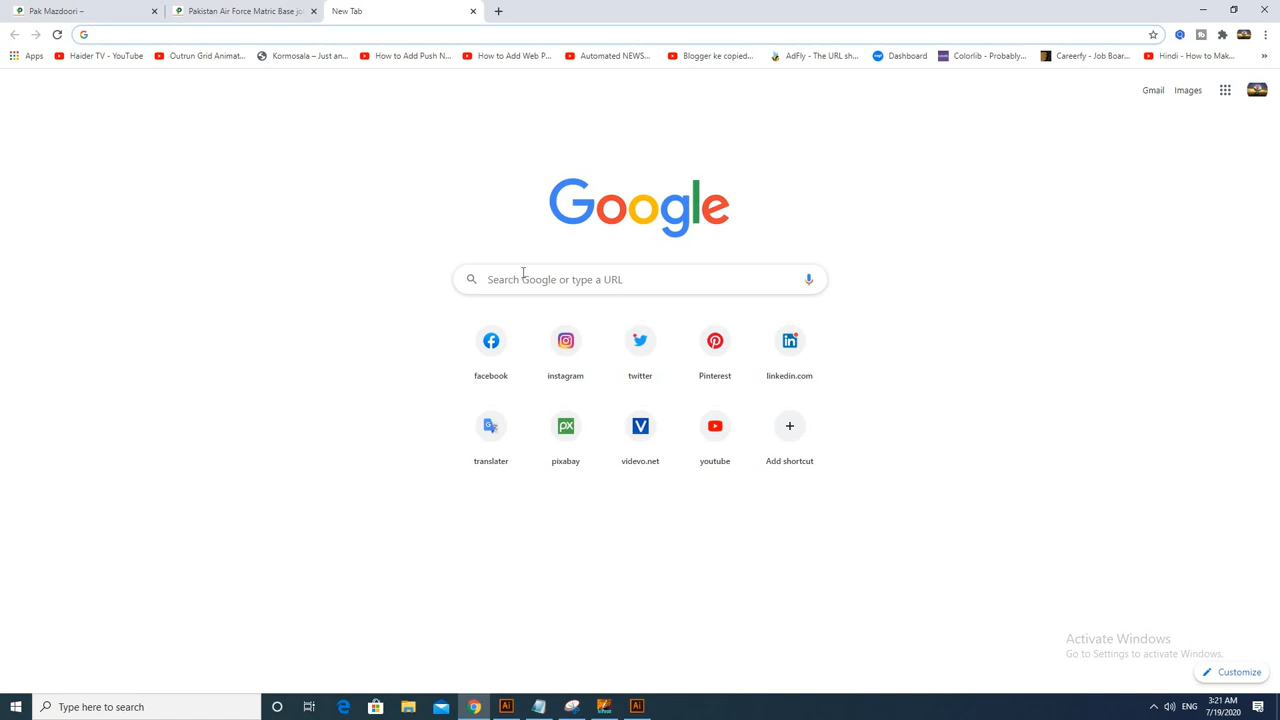 Pak Mazdoori –
Pakistan Air Force Matric Base jo
New Tab
Apps
Haider TV - YouTube
Outrun Grid Animat...
Kormosala – Just an...
How to Add Push N...
How to Add Web P...
Automated NEWS...
Blogger ke copied...
AdFly - The URL sh...
Dashboard
Colorlib - Probably...
Careerfy - Job Boar...
Hindi - How to Mak...
»
Gmail Images
Google
Search Google or type a URL
facebook instagram twitter Pinterest linkedin.com
translater pixabay videvo.net youtube Add shortcut
Activate Windows
Go to Settings to activate Windows.
Customize
Type here to search
ENG
3:21 AM
7/19/2020